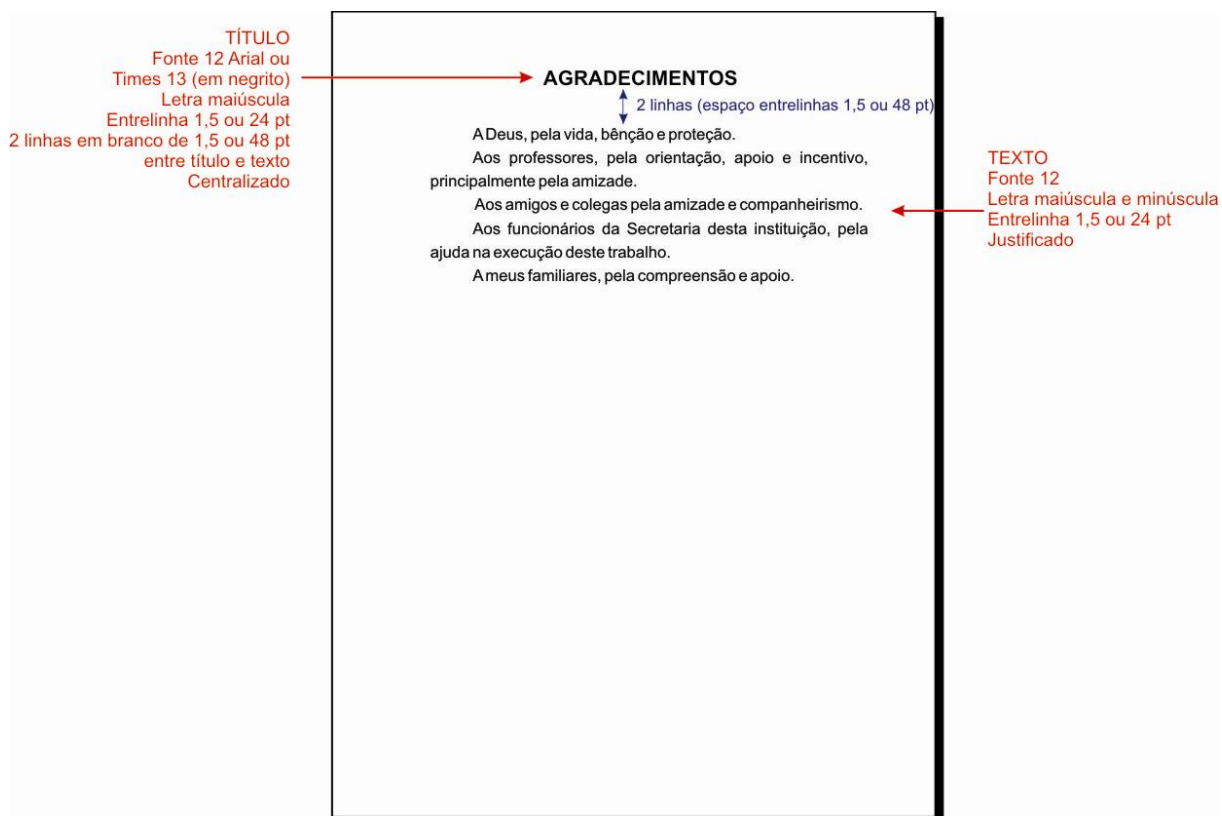 TÍTULO
Fonte 12 Arial ou
Times 13 (em negrito)
Letra maiúscula
Entrelinha 1,5 ou 24 pt
2 linhas em branco de 1,5 ou 48 pt
entre título e texto
Centralizado
AGRADECIMENTOS
2 linhas (espaço entrelinhas 1,5 ou 48 pt)
A Deus, pela vida, bênção e proteção.
Aos professores, pela orientação, apoio e incentivo,
principalmente pela amizade.
Aos amigos e colegas pela amizade e companheirismo.
Aos funcionários da Secretaria desta instituição, pela
ajuda na execução deste trabalho.
A meus familiares, pela compreensão e apoio.
TEXTO
Fonte 12
Letra maiúscula e minúscula
Entrelinha 1,5 ou 24 pt
Justificado